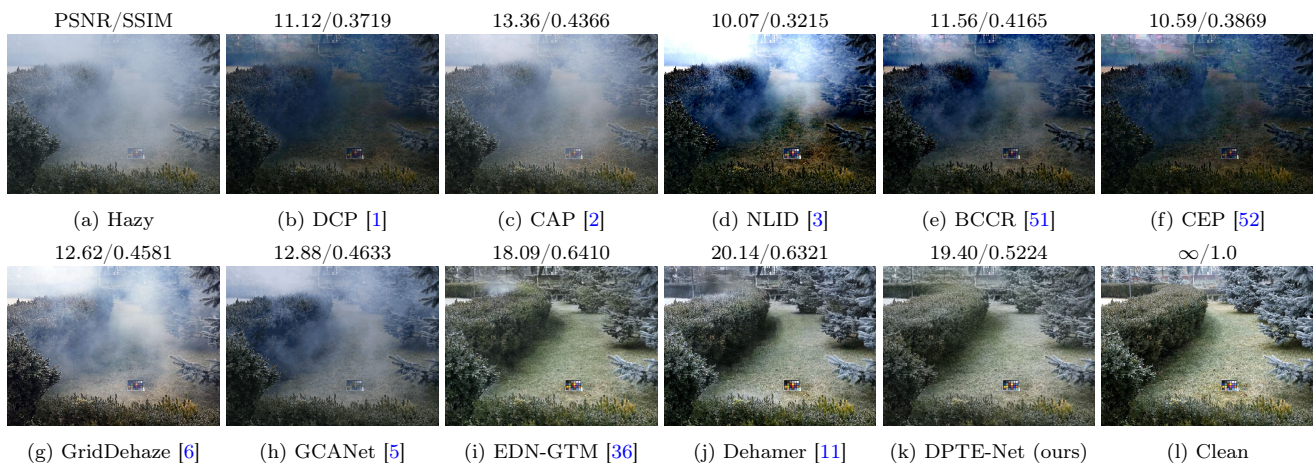 PSNR/SSIM 11.12/0.3719 13.36/0.4366 10.07/0.3215 11.56/0.4165 10.59/0.3869
(a) Hazy (b) DCP [1] (c) CAP [2] (d) NLID [3] (e) BCCR [51] (f) CEP [52]
12.62/0.4581 12.88/0.4633 18.09/0.6410 20.14/0.6321 19.40/0.5224 ∞/1.0
(g) GridDehaze [6] (h) GCANet [5] (i) EDN-GTM [36] (j) Dehamer [11] (k) DPTE-Net (ours) (l) Clean